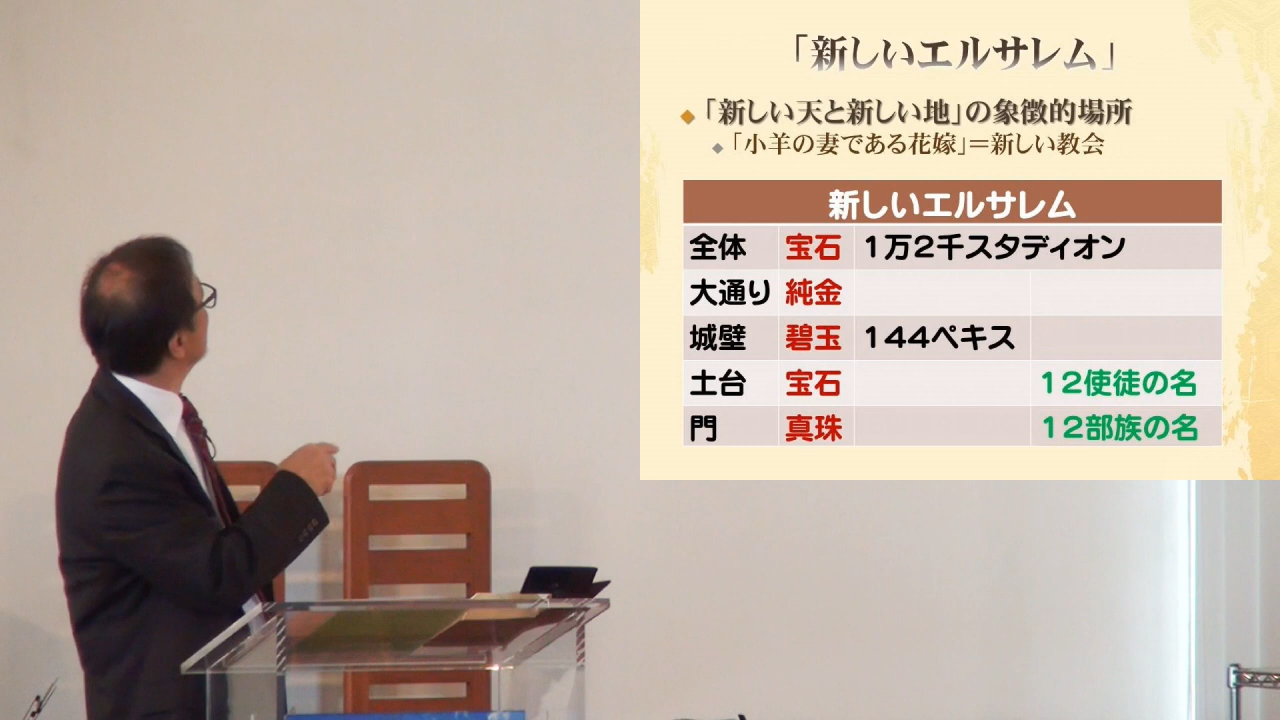 「新しいエルサレム」
「新しい天と新しい地」の象徴的場所
「小羊の妻である花嫁」＝新しい教会
新しいエルサレム
全体 宝石 1万2千スタディオン
大通り 純金
城壁 碧玉 144ペキス
土台 宝石 12使徒の名
門 真珠 12部族の名